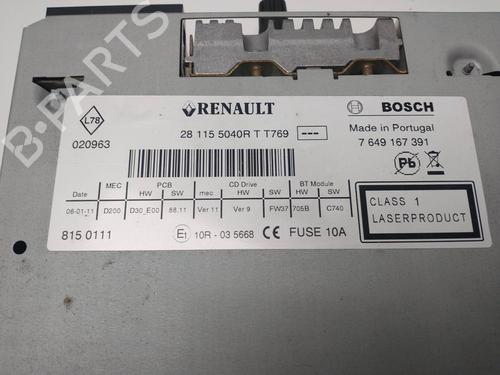 L78
020963
RENAULT
28 115 5040R T T769 ---
BOSCH
Made in Portugal
7 649 167 391
Pb
MEC PCB CD Drive BT Module
Date HW SW mec HW SW HW SW
06-01-11 D200 D30_E00 88.11 Ver 11 Ver 9 FW37 705B C740
815 0111
E1 10R - 03 5668 CE FUSE 10A
CLASS 1
LASERPRODUCT
B-PARTS